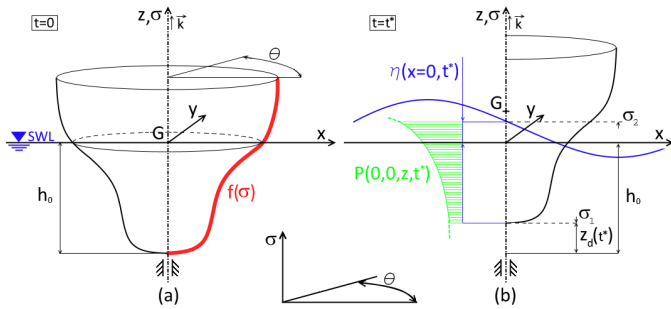 t=0
z,σ
k
θ
y
G
SWL
x
h₀
f(σ)
(a)
t=t*
z,σ
k
η(x=0,t*)
G
y
σ₂
x
P(0,0,z,t*)
h₀
σ₁
z_d(t*)
(b)
σ
θ